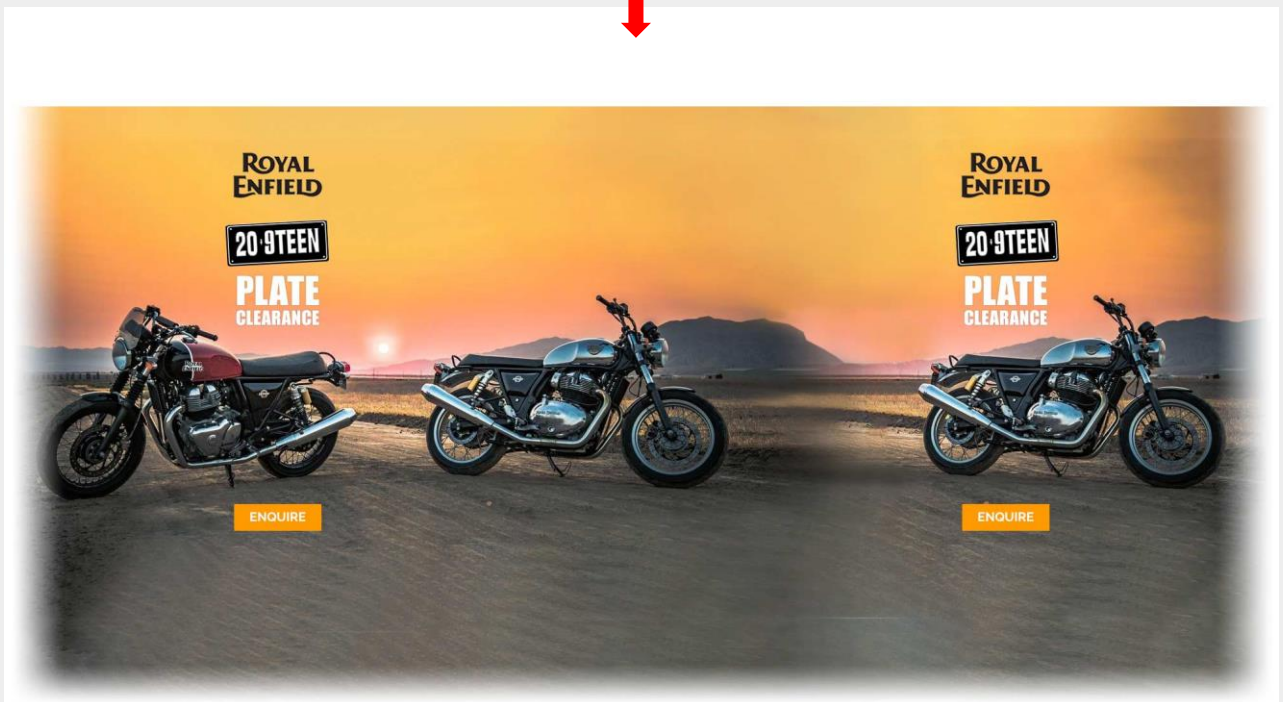 ROYAL
ENFIELD
20-9TEEN
PLATE
CLEARANCE
ENQUIRE
ROYAL
ENFIELD
20-9TEEN
PLATE
CLEARANCE
ENQUIRE